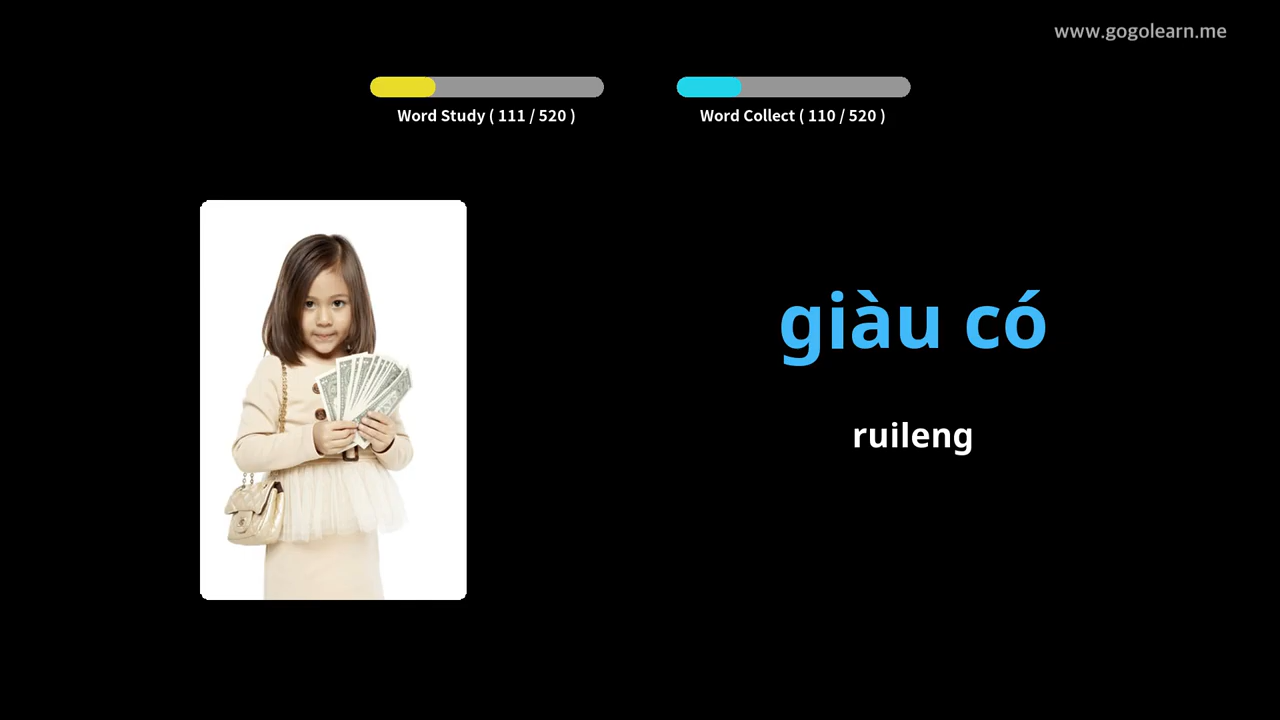 www.gogolearn.me
Word Study ( 111 / 520 )
Word Collect ( 110 / 520 )
giàu có
ruileng